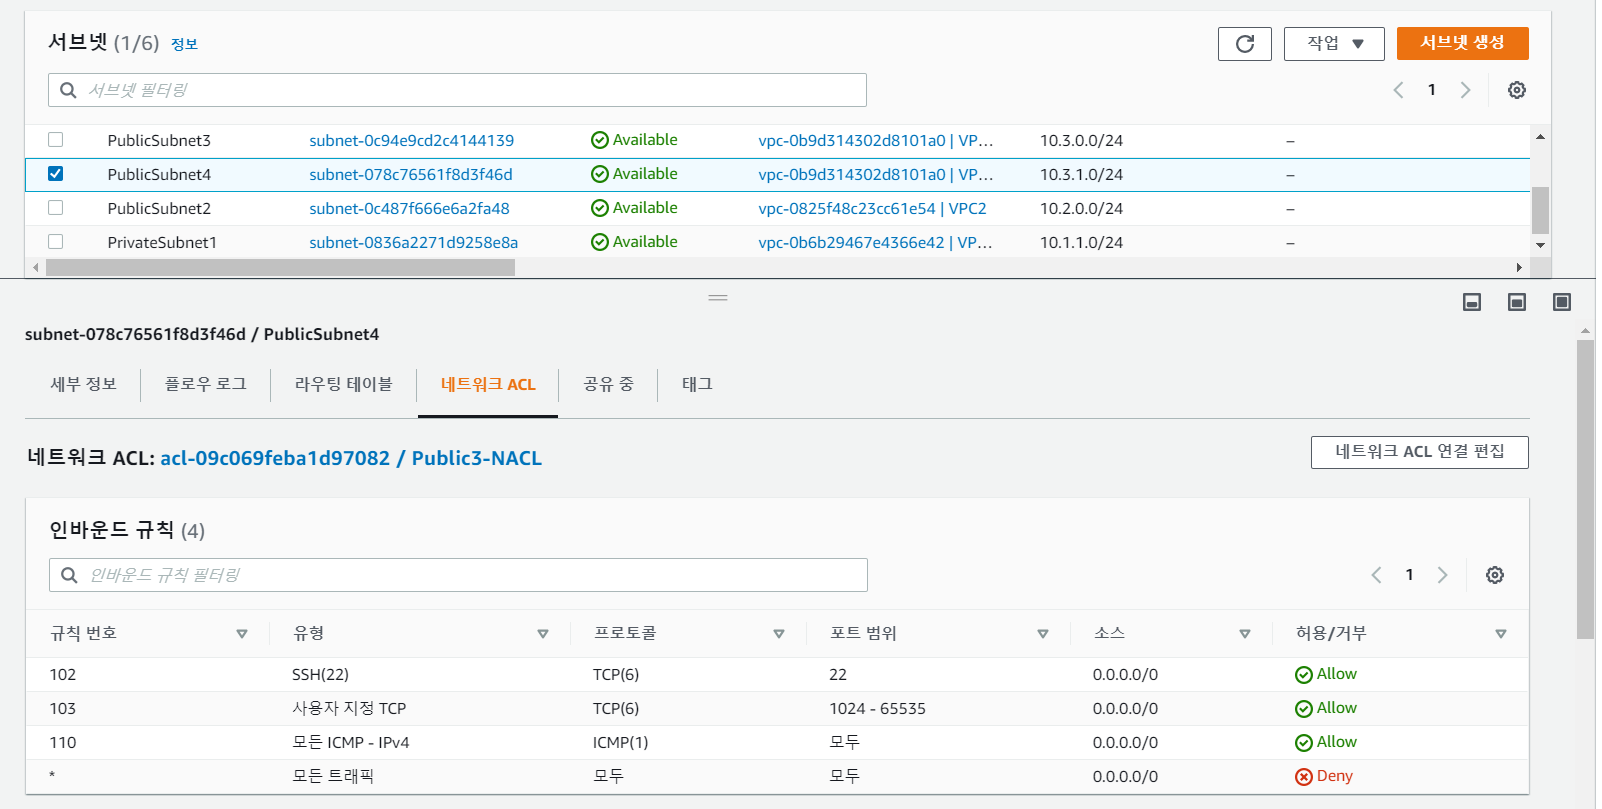 서브넷 (1/6) 정보
작업 ▼
서브넷 생성
서브넷 필터링
1
PublicSubnet3 subnet-0c94e9cd2c4144139 Available vpc-0b9d314302d8101a0 | VP… 10.3.0.0/24 –
PublicSubnet4 subnet-078c76561f8d3f46d Available vpc-0b9d314302d8101a0 | VP… 10.3.1.0/24 –
PublicSubnet2 subnet-0c487f666e6a2fa48 Available vpc-0825f48c23cc61e54 | VPC2 10.2.0.0/24 –
PrivateSubnet1 subnet-0836a2271d9258e8a Available vpc-0b6b29467e4366e42 | VP… 10.1.1.0/24 –
subnet-078c76561f8d3f46d / PublicSubnet4
세부 정보 플로우 로그 라우팅 테이블 네트워크 ACL 공유 중 태그
네트워크 ACL: acl-09c069feba1d97082 / Public3-NACL
네트워크 ACL 연결 편집
인바운드 규칙 (4)
인바운드 규칙 필터링
1
규칙 번호 유형 프로토콜 포트 범위 소스 허용/거부
102 SSH(22) TCP(6) 22 0.0.0.0/0 Allow
103 사용자 지정 TCP TCP(6) 1024 - 65535 0.0.0.0/0 Allow
110 모든 ICMP - IPv4 ICMP(1) 모두 0.0.0.0/0 Allow
* 모든 트래픽 모두 모두 0.0.0.0/0 Deny